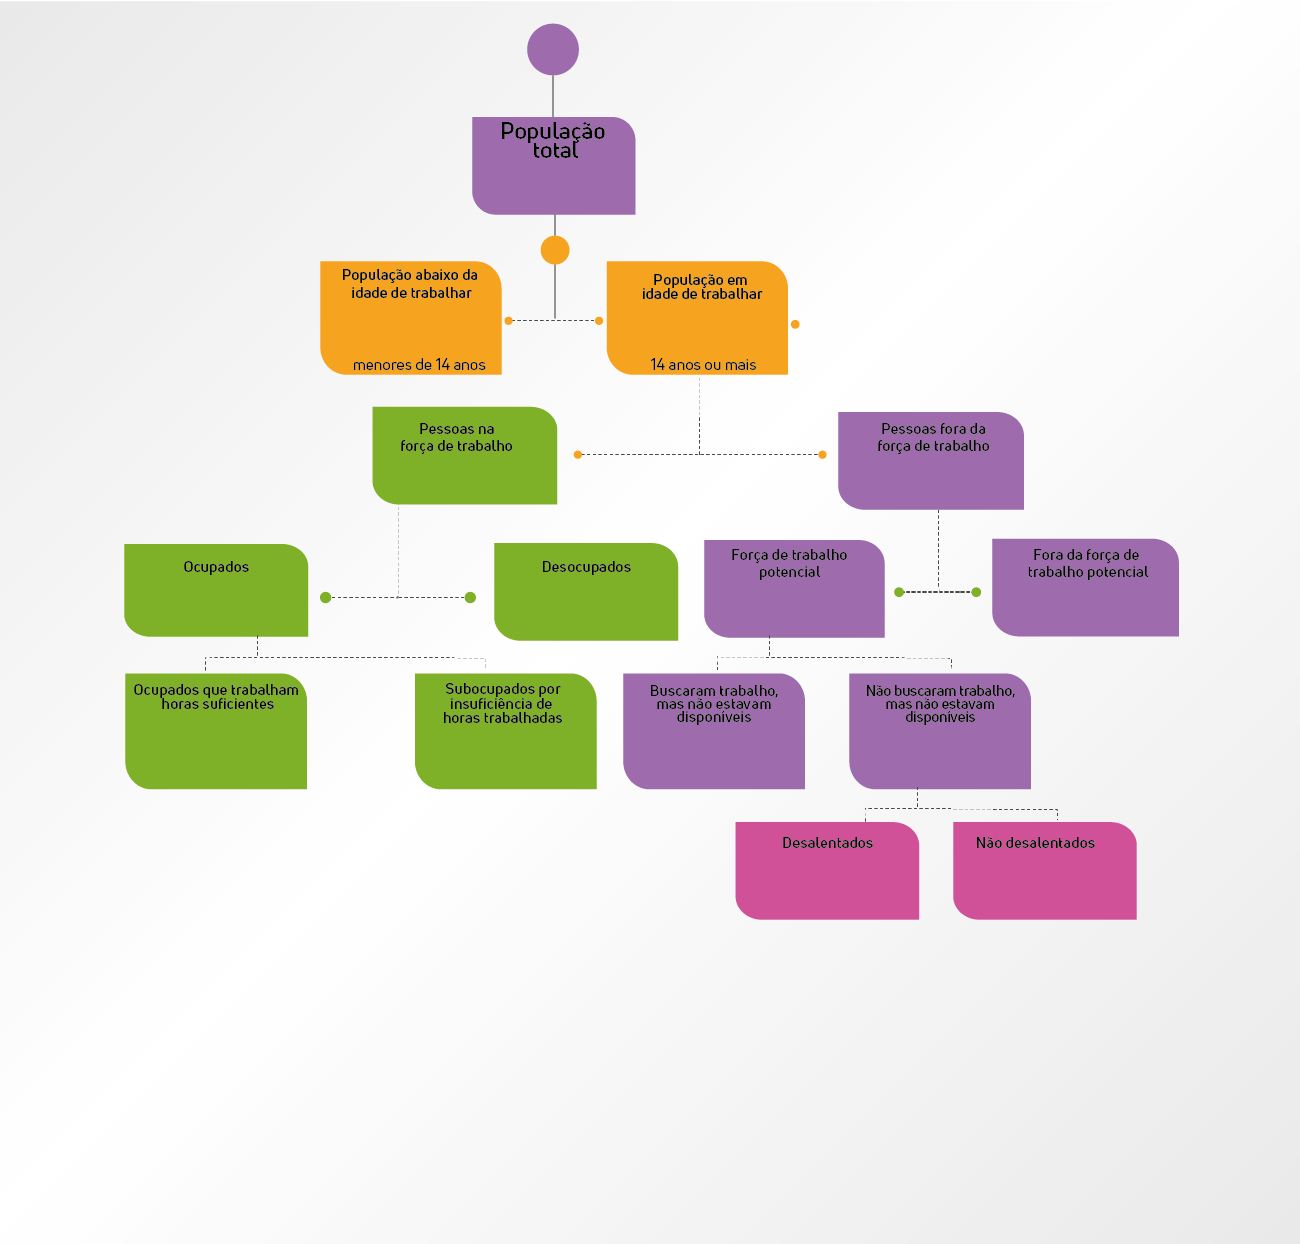 População
total
População abaixo da
idade de trabalhar
menores de 14 anos
População em
idade de trabalhar
14 anos ou mais
Pessoas na
força de trabalho
Pessoas fora da
força de trabalho
Ocupados
Desocupados
Força de trabalho
potencial
Fora da força de
trabalho potencial
Ocupados que trabalham
horas suficientes
Subocupados por
insuficiência de
horas trabalhadas
Buscaram trabalho,
mas não estavam
disponíveis
Não buscaram trabalho,
mas não estavam
disponíveis
Desalentados
Não desalentados